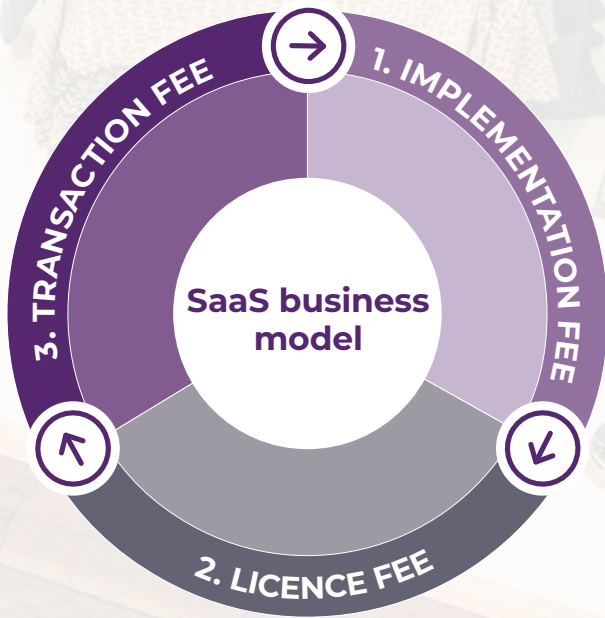 1. IMPLEMENTATION FEE
2. LICENCE FEE
3. TRANSACTION FEE
SaaS business
model